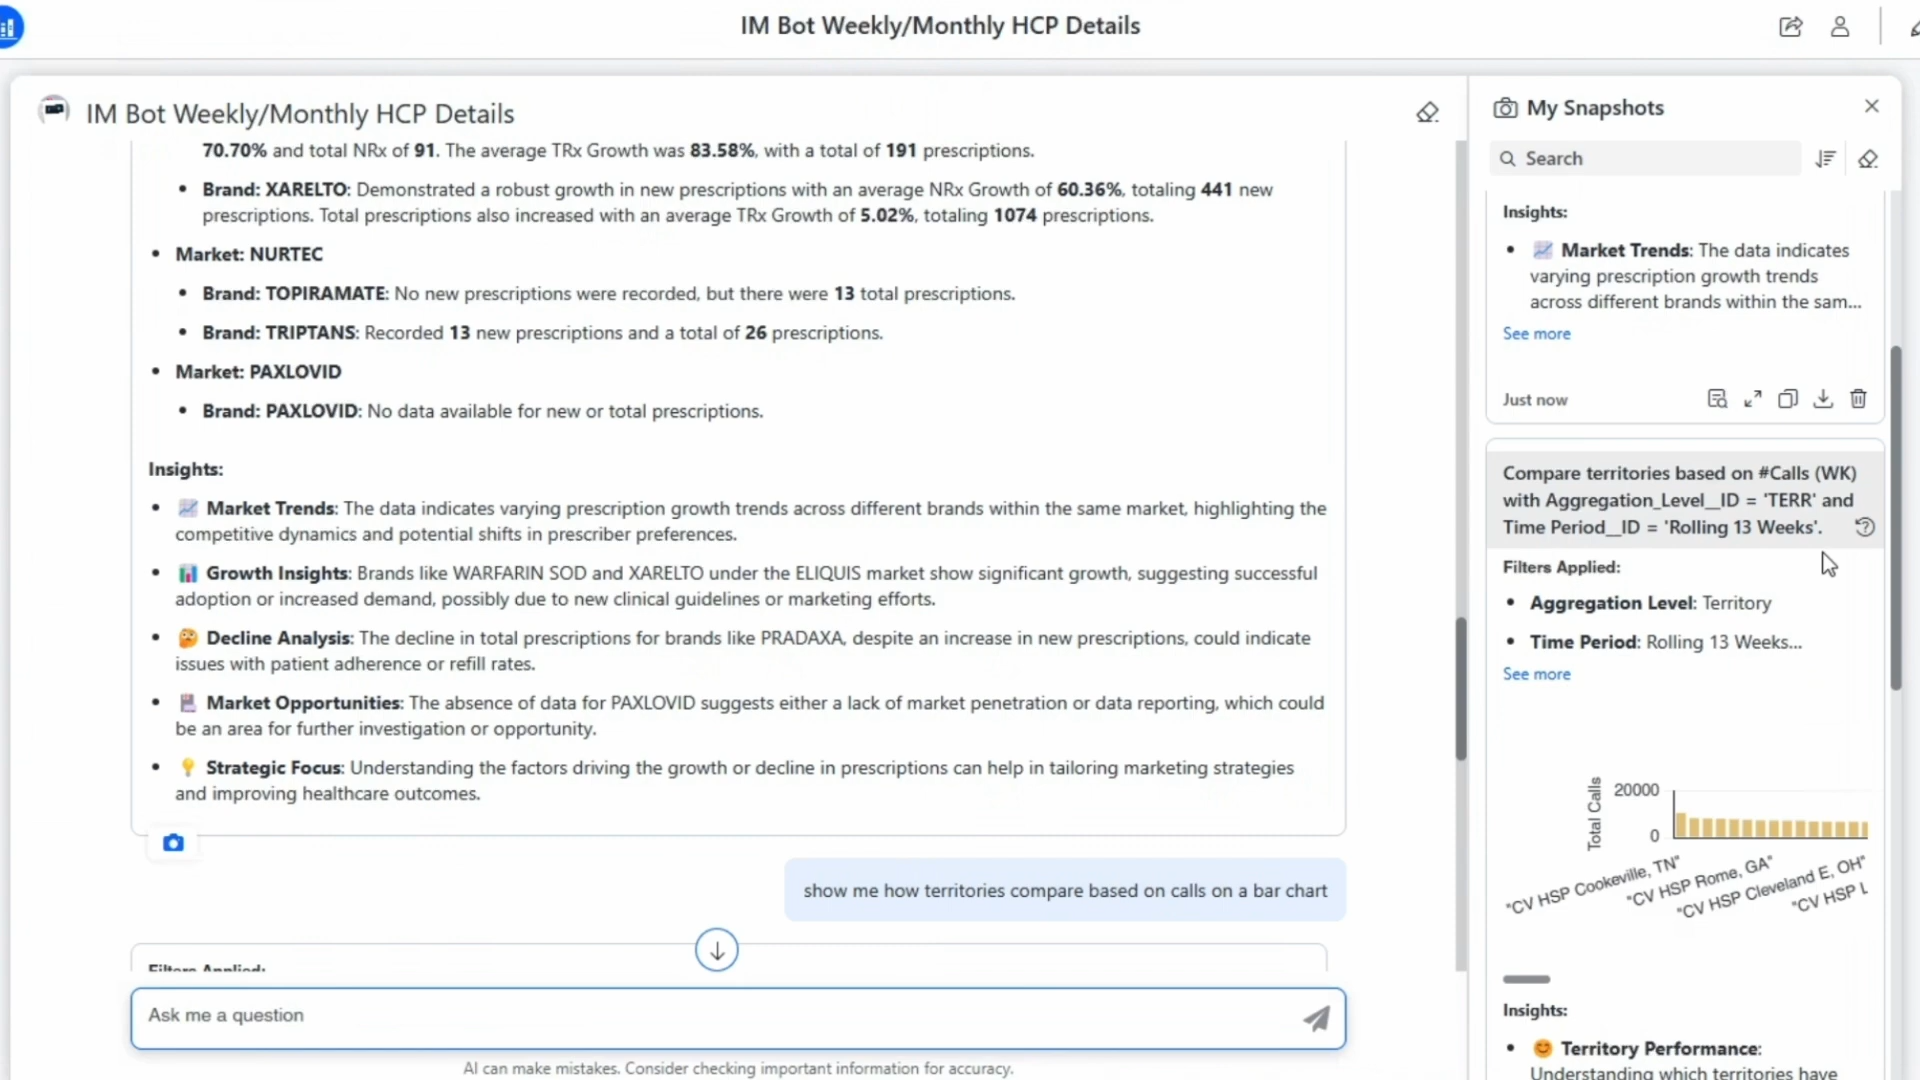 IM Bot Weekly/Monthly HCP Details
IM Bot Weekly/Monthly HCP Details
70.70% and total NRx of 91. The average TRx Growth was 83.58%, with a total of 191 prescriptions.
Brand: XARELTO: Demonstrated a robust growth in new prescriptions with an average NRx Growth of 60.36%, totaling 441 new
prescriptions. Total prescriptions also increased with an average TRx Growth of 5.02%, totaling 1074 prescriptions.
Market: NURTEC
Brand: TOPIRAMATE: No new prescriptions were recorded, but there were 13 total prescriptions.
Brand: TRIPTANS: Recorded 13 new prescriptions and a total of 26 prescriptions.
Market: PAXLOVID
Brand: PAXLOVID: No data available for new or total prescriptions.
Insights:
Market Trends: The data indicates varying prescription growth trends across different brands within the same market, highlighting the
competitive dynamics and potential shifts in prescriber preferences.
Growth Insights: Brands like WARFARIN SOD and XARELTO under the ELIQUIS market show significant growth, suggesting successful
adoption or increased demand, possibly due to new clinical guidelines or marketing efforts.
Decline Analysis: The decline in total prescriptions for brands like PRADAXA, despite an increase in new prescriptions, could indicate
issues with patient adherence or refill rates.
Market Opportunities: The absence of data for PAXLOVID suggests either a lack of market penetration or data reporting, which could
be an area for further investigation or opportunity.
Strategic Focus: Understanding the factors driving the growth or decline in prescriptions can help in tailoring marketing strategies
and improving healthcare outcomes.
show me how territories compare based on calls on a bar chart
Filters Applied:
Ask me a question
AI can make mistakes. Consider checking important information for accuracy.
My Snapshots
Search
Insights:
Market Trends: The data indicates
varying prescription growth trends
across different brands within the sam...
See more
Just now
Compare territories based on #Calls (WK)
with Aggregation_Level__ID = 'TERR' and
Time Period__ID = 'Rolling 13 Weeks'.
Filters Applied:
Aggregation Level: Territory
Time Period: Rolling 13 Weeks...
See more
Total Calls
20000
0
"CV HSP Cookeville, TN"
"CV HSP Rome, GA"
"CV HSP Cleveland E, OH"
"CV HSP L
Insights:
Territory Performance:
Understanding which territories have